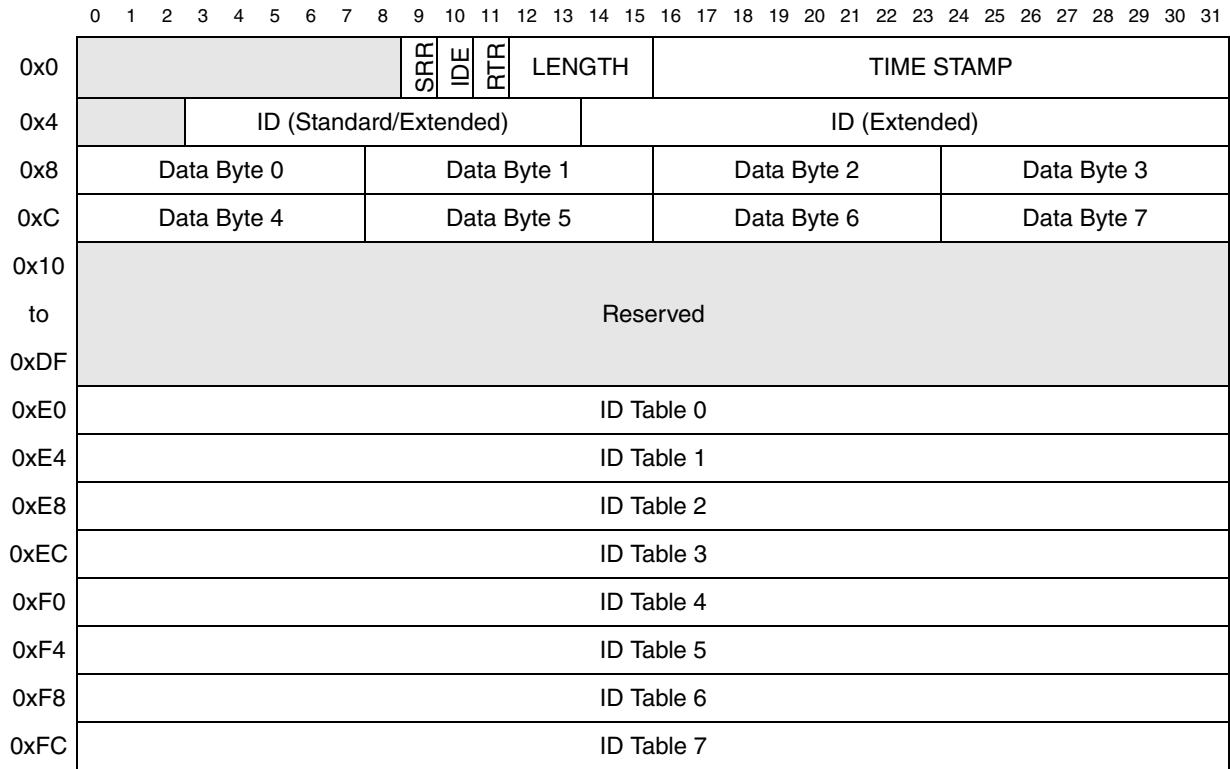 0 1 2 3 4 5 6 7 8 9 10 11 12 13 14 15 16 17 18 19 20 21 22 23 24 25 26 27 28 29 30 31
0x0 SRR IDE RTR LENGTH TIME STAMP
0x4 ID (Standard/Extended) ID (Extended)
0x8 Data Byte 0 Data Byte 1 Data Byte 2 Data Byte 3
0xC Data Byte 4 Data Byte 5 Data Byte 6 Data Byte 7
0x10
to Reserved
0xDF
0xE0 ID Table 0
0xE4 ID Table 1
0xE8 ID Table 2
0xEC ID Table 3
0xF0 ID Table 4
0xF4 ID Table 5
0xF8 ID Table 6
0xFC ID Table 7